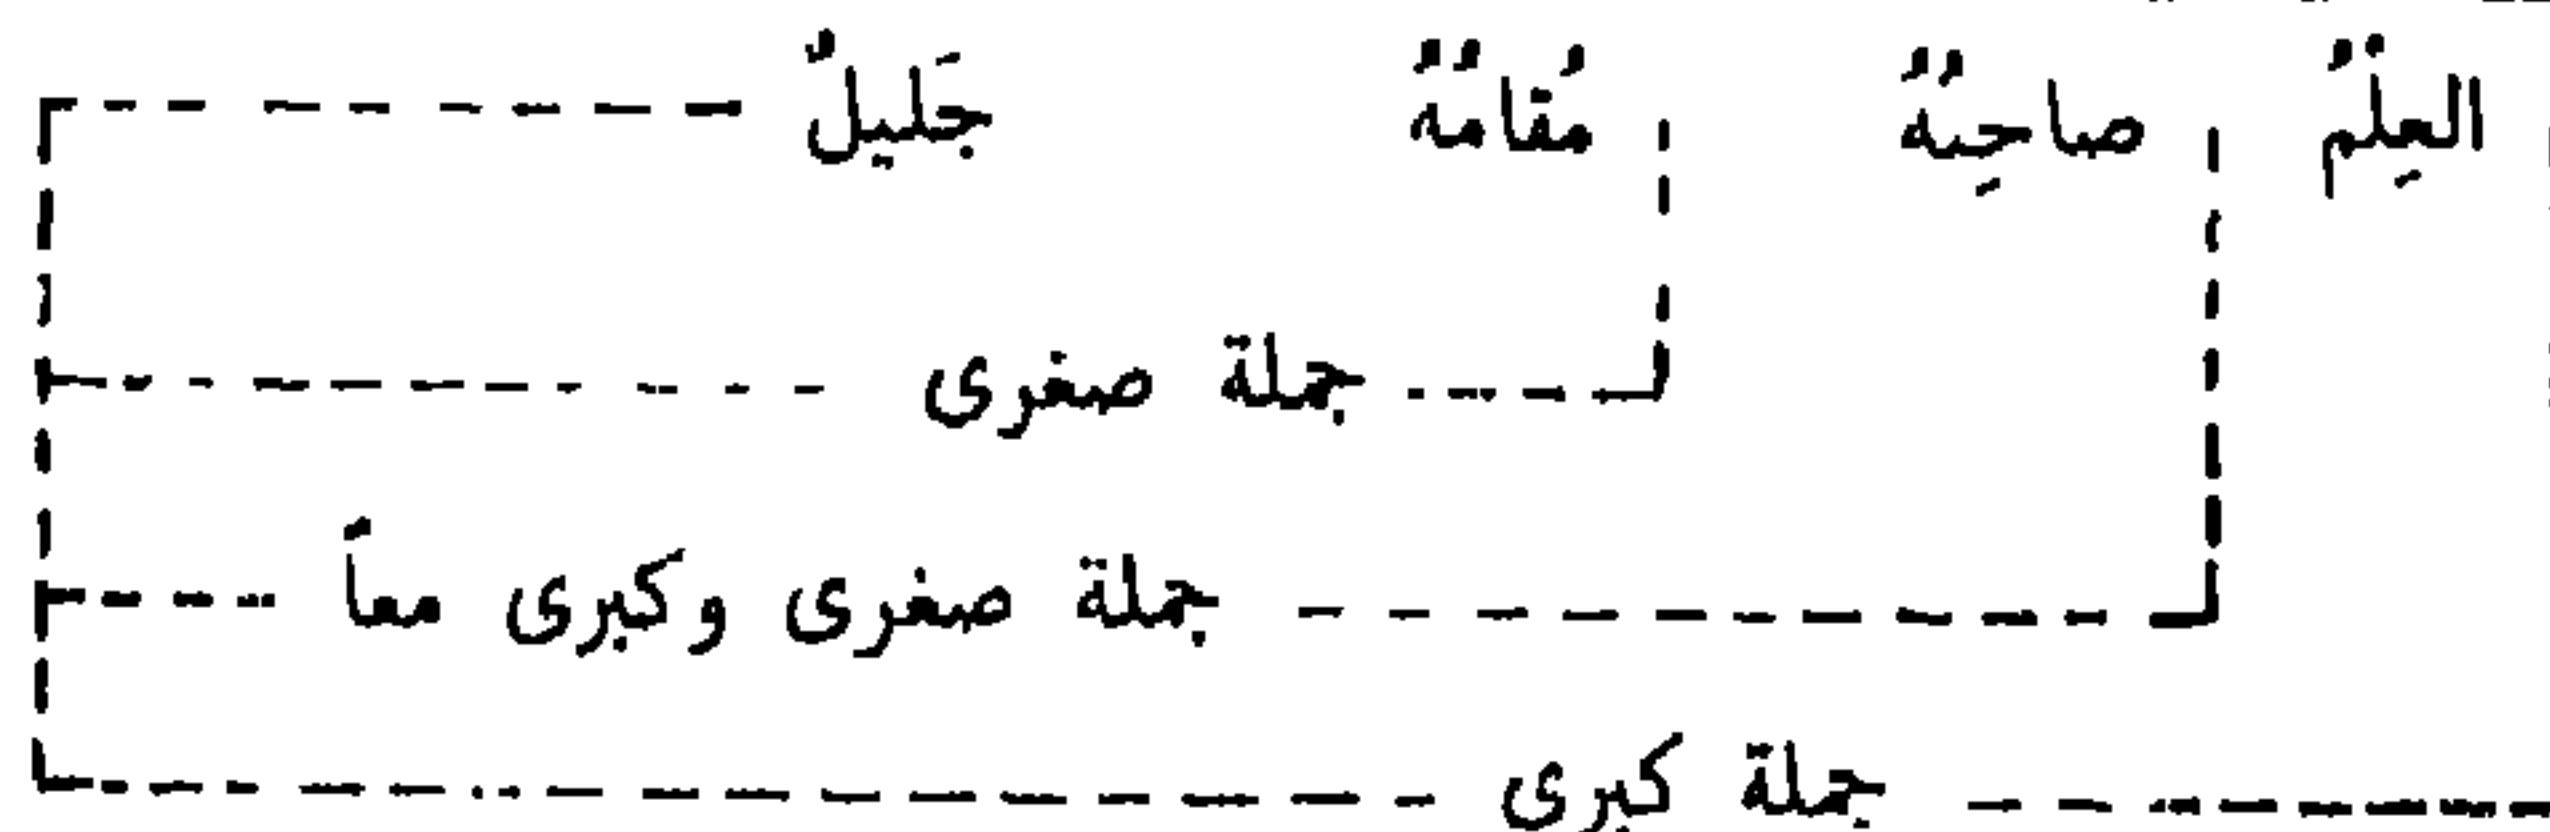 العِلْمُ صاحِبُهُ مُقامُهُ جَليلٌ
جملة صغرى
جملة صغرى وكبرى معاً
جملة كبرى